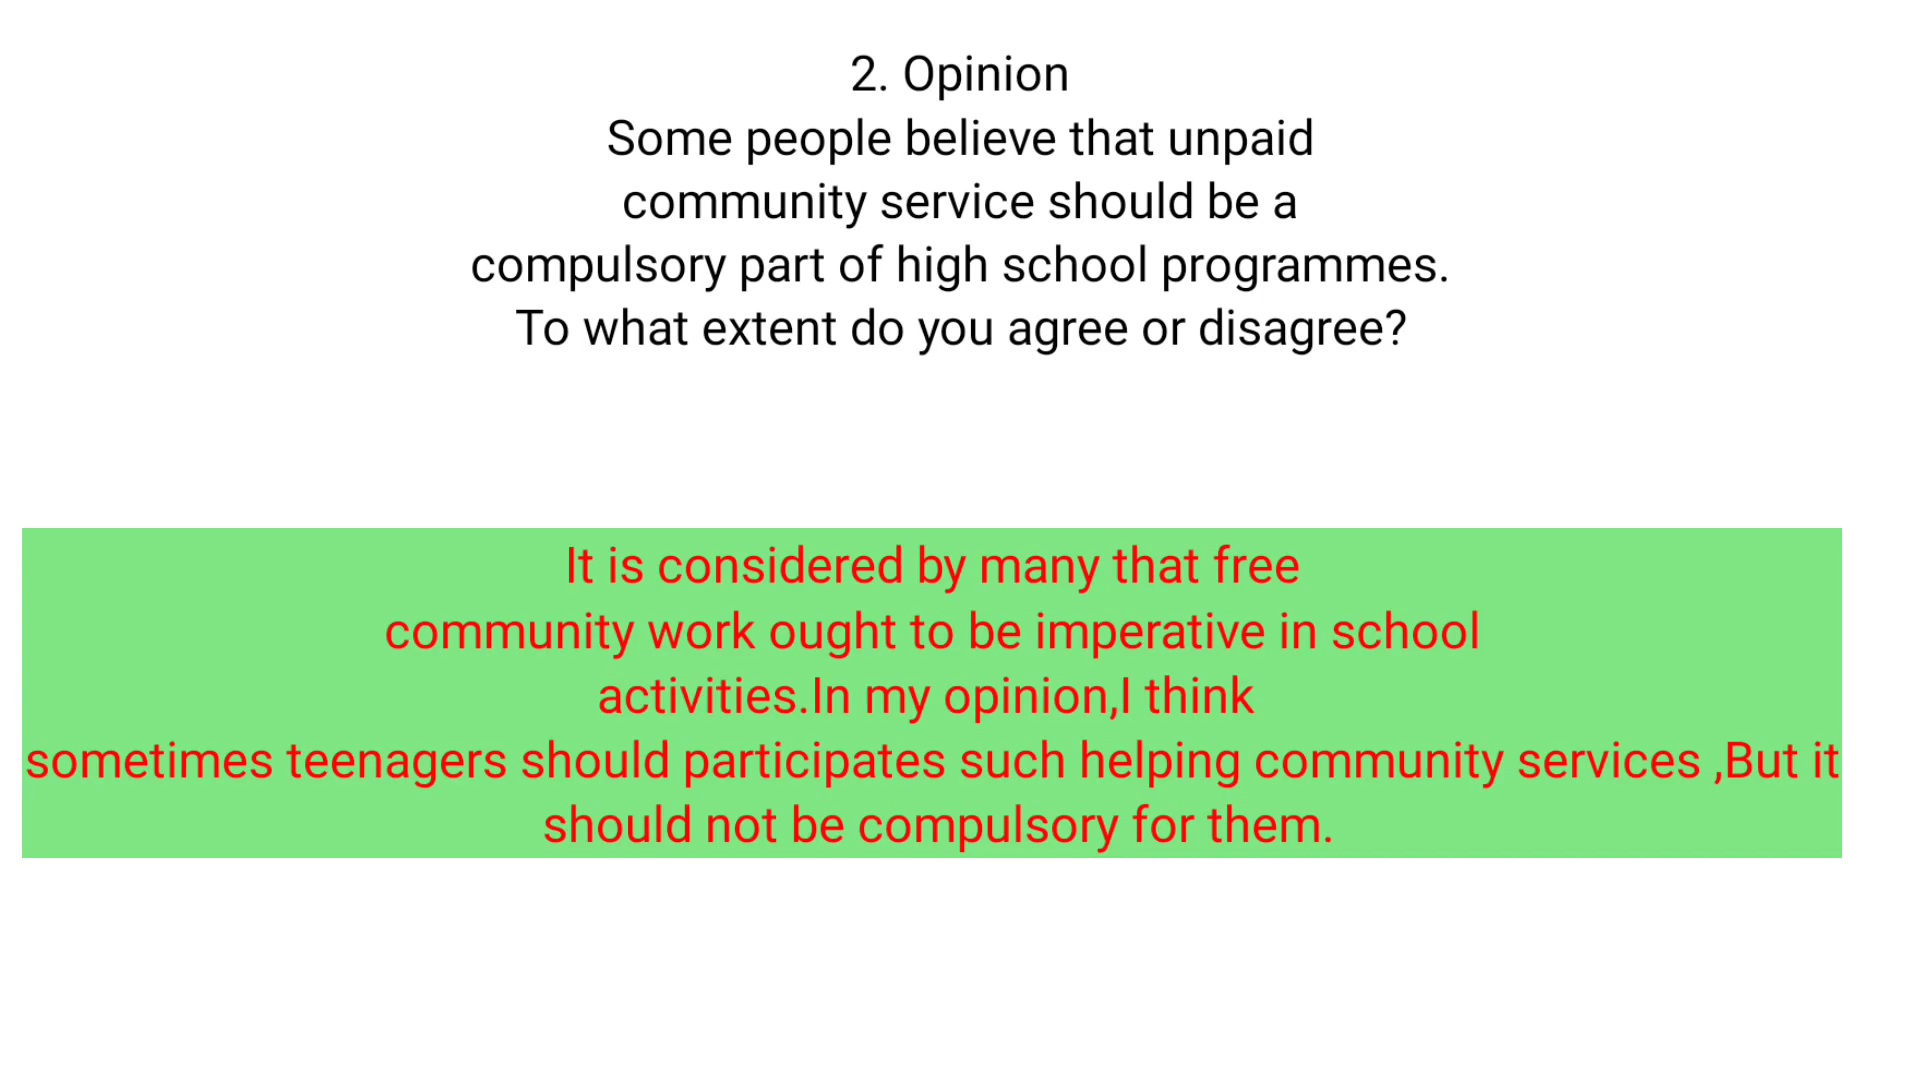 2. Opinion
Some people believe that unpaid
community service should be a
compulsory part of high school programmes.
To what extent do you agree or disagree?
It is considered by many that free
community work ought to be imperative in school
activities.In my opinion,I think
sometimes teenagers should participates such helping community services ,But it
should not be compulsory for them.